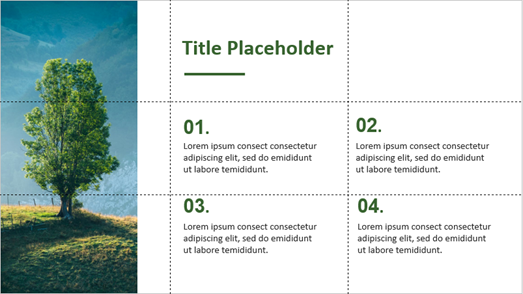 Title Placeholder
01.
Lorem ipsum consect consectetur
adipiscing elit, sed do emididunt
ut labore temididunt.
02.
Lorem ipsum consect consectetur
adipiscing elit, sed do emididunt
ut labore temididunt.
03.
Lorem ipsum consect consectetur
adipiscing elit, sed do emididunt
ut labore temididunt.
04.
Lorem ipsum consect consectetur
adipiscing elit, sed do emididunt
ut labore temididunt.